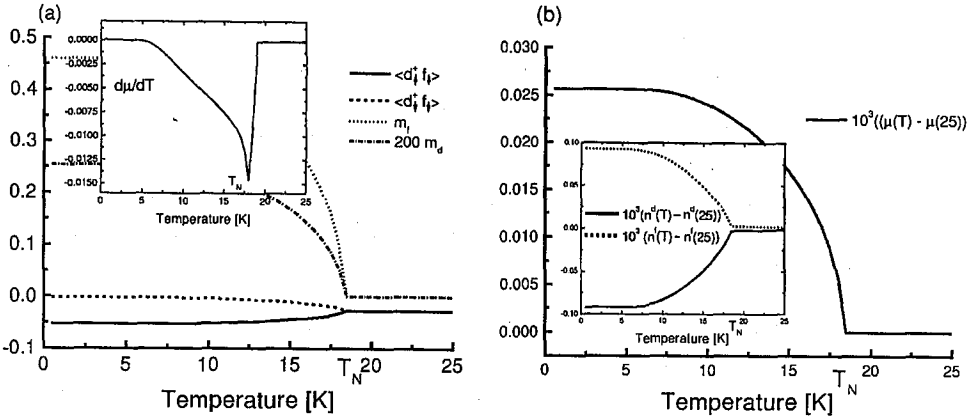 (a)
0.5
0.4
0.3
0.2
0.1
0.0
-0.1
0 5 10 15 20 25
T_N
Temperature [K]
0.0000
-0.0025
-0.0050
-0.0075
-0.0100
-0.0125
-0.0150
dμ/dT
T_N
0 5 10 15 20 25
Temperature [K]
<d⁺ f>
<d⁺ f>
m_f
200 m_d
(b)
0.030
0.025
0.020
0.015
0.010
0.005
0.000
0 5 10 15 20 25
T_N
Temperature [K]
10³((μ(T) - μ(25))
0.10
0.05
0.00
-0.05
-0.10
10³(n^d(T) - n^d(25))
10³ (n^f(T) - n^f(25))
0 5 10 15 20 25
T_N
Temperature [K]